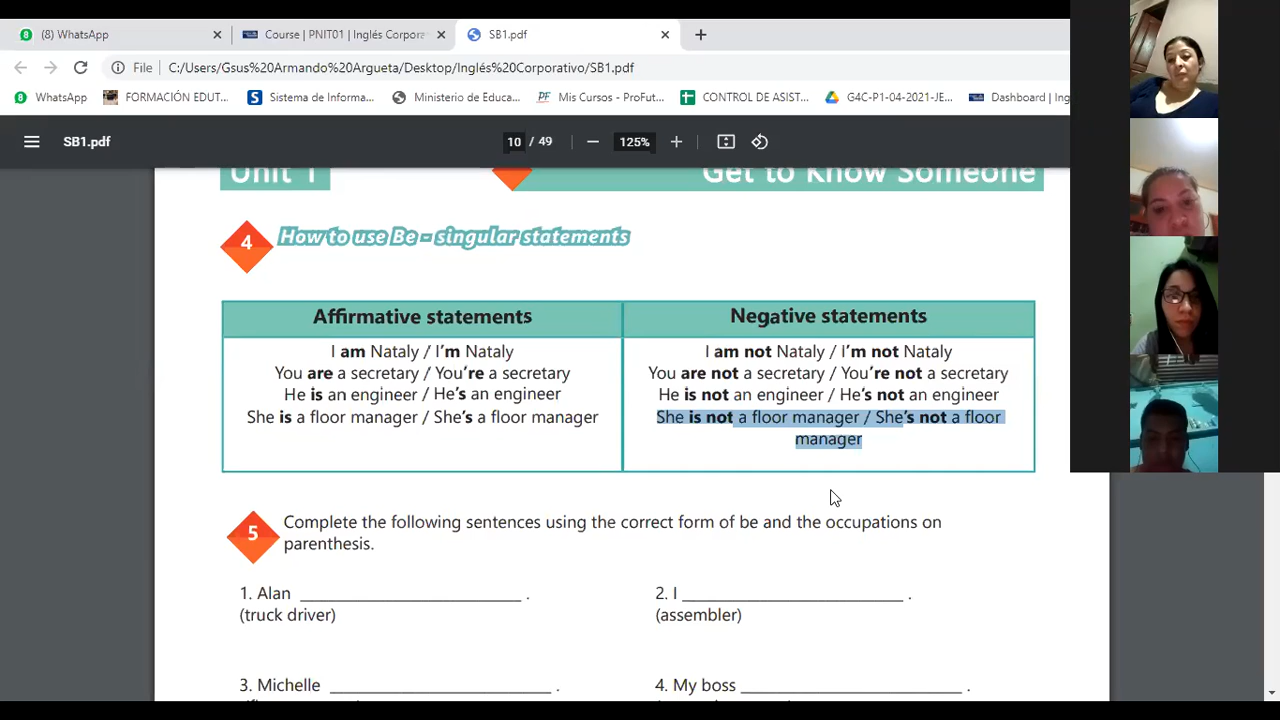 (8) WhatsApp
Course | PNIT01 | Inglés Corpora
SB1.pdf
File
C:/Users/Gsus%20Armando%20Argueta/Desktop/Inglés%20Corporativo/SB1.pdf
WhatsApp
FORMACIÓN EDUT...
Sistema de Informa...
Ministerio de Educa...
Mis Cursos - ProFut...
CONTROL DE ASIST...
G4C-P1-04-2021-JE...
Dashboard | Ing
SB1.pdf
10 / 49
125%
Unit 1
Get to Know Someone
4
How to use Be - singular statements
Affirmative statements
Negative statements
I am Nataly / I'm Nataly
I am not Nataly / I'm not Nataly
You are a secretary / You're a secretary
You are not a secretary / You're not a secretary
He is an engineer / He's an engineer
He is not an engineer / He's not an engineer
She is a floor manager / She's a floor manager
She is not a floor manager / She's not a floor
manager
5
Complete the following sentences using the correct form of be and the occupations on
parenthesis.
1. Alan ________________________ .
2. I ________________________ .
(truck driver)
(assembler)
3. Michelle ________________________ .
4. My boss ________________________ .